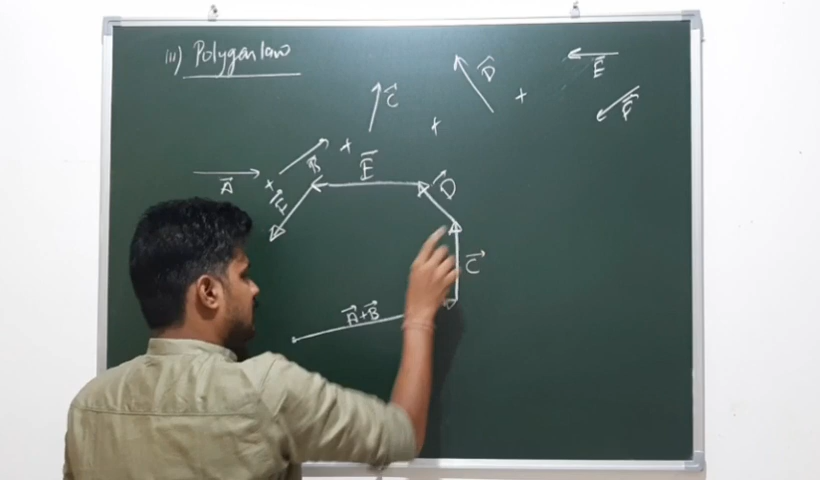 iii) Polygon law
D⃗ +
E⃗
C⃗ +
F⃗
A⃗ + B⃗ +
E⃗
D⃗
F⃗
C⃗
A⃗+B⃗